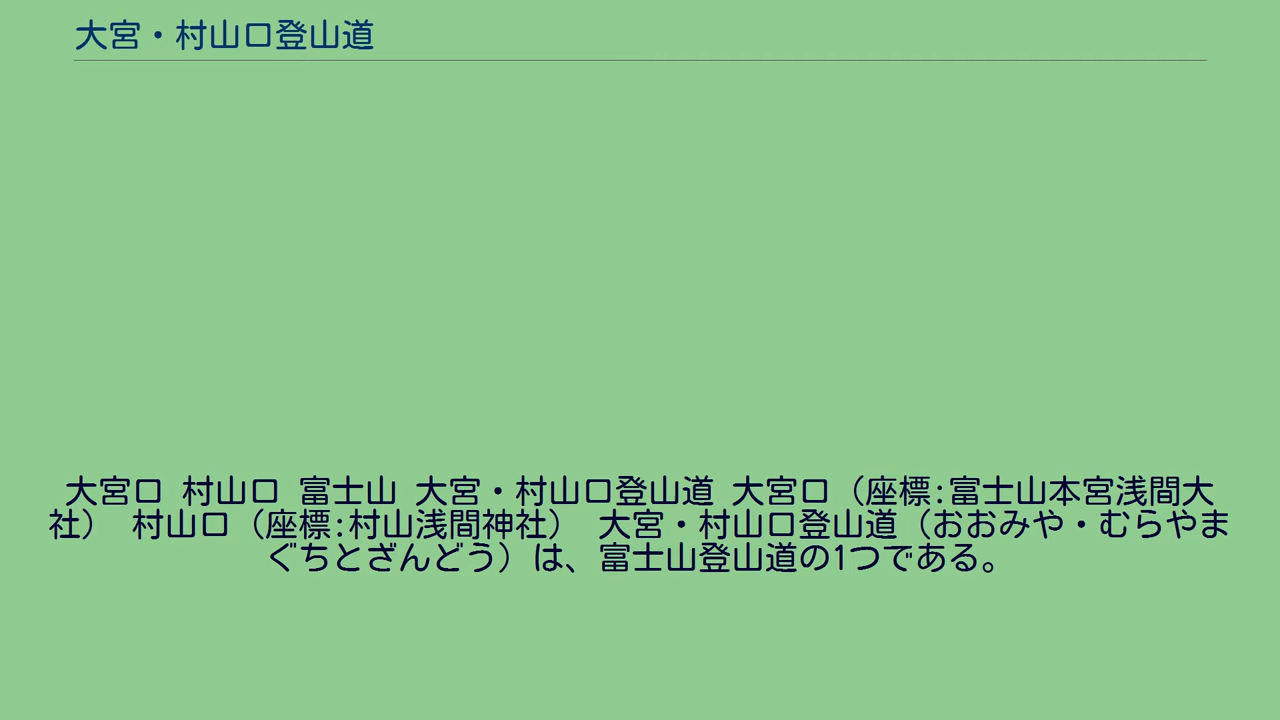 大宮・村山口登山道
大宮口 村山口 富士山 大宮・村山口登山道 大宮口（座標:富士山本宮浅間大
社） 村山口（座標:村山浅間神社） 大宮・村山口登山道（おおみや・むらやま
ぐちとざんどう）は、富士山登山道の1つである。